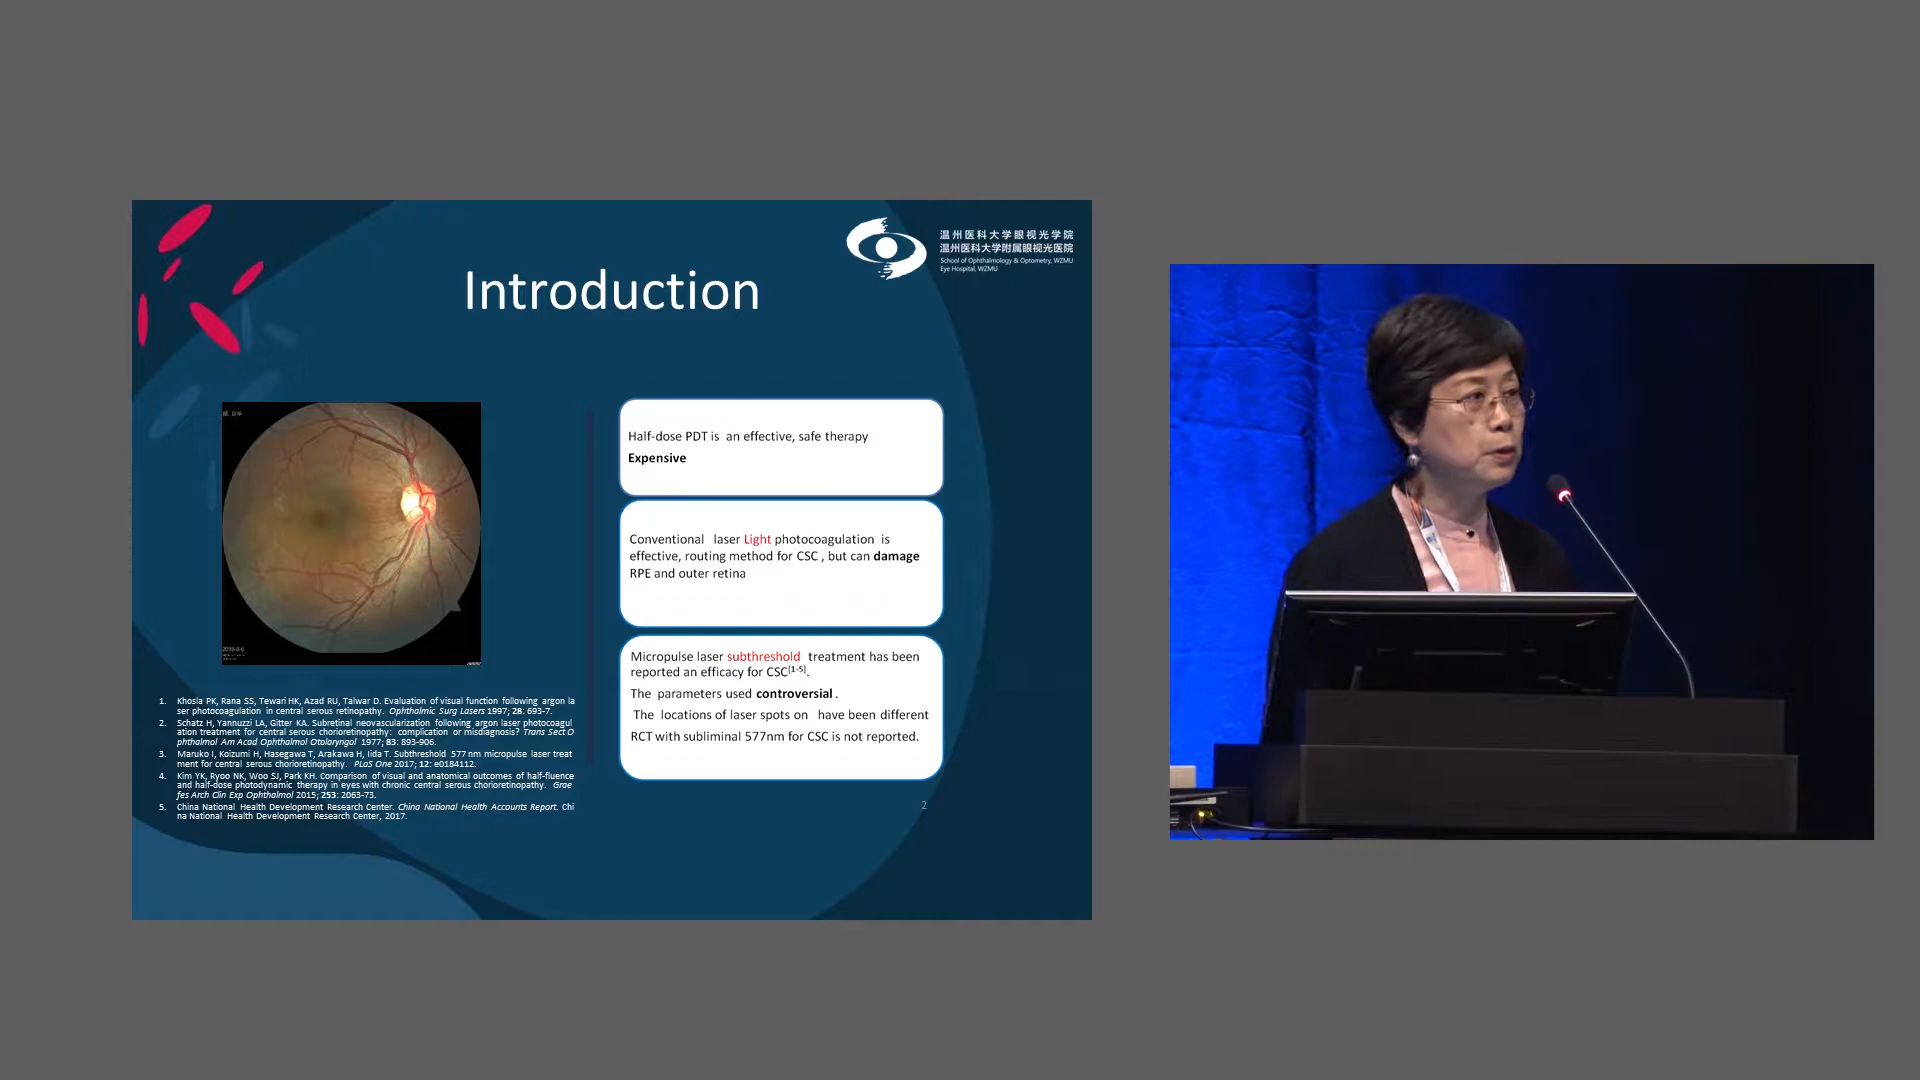 温州医科大学眼视光学院
温州医科大学附属眼视光医院
School of Ophthalmology & Optometry, WZMU
Eye Hospital, WZMU
Introduction
Half-dose PDT is an effective, safe therapy
Expensive
Conventional laser Light photocoagulation is
effective, routing method for CSC , but can damage
RPE and outer retina
Micropulse laser subthreshold treatment has been
reported an efficacy for CSC[1-5].
The parameters used controversial .
The locations of laser spots on have been different
RCT with subliminal 577nm for CSC is not reported.
1. Khosla PK, Rana SS, Tewari HK, Azad RU, Talwar D. Evaluation of visual function following argon la
ser photocoagulation in central serous retinopathy. Ophthalmic Surg Lasers 1997; 28: 693-7.
2. Schatz H, Yannuzzi LA, Gitter KA. Subretinal neovascularization following argon laser photocoagul
ation treatment for central serous chorioretinopathy: complication or misdiagnosis? Trans Sect O
phthalmol Am Acad Ophthalmol Otolaryngol 1977; 83: 893-906.
3. Maruko I, Koizumi H, Hasegawa T, Arakawa H, Iida T. Subthreshold 577 nm micropulse laser treat
ment for central serous chorioretinopathy. PLoS One 2017; 12: e0184112.
4. Kim YK, Ryoo NK, Woo SJ, Park KH. Comparison of visual and anatomical outcomes of half-fluence
and half-dose photodynamic therapy in eyes with chronic central serous chorioretinopathy. Grae
fes Arch Clin Exp Ophthalmol 2015; 253: 2063-73.
5. China National Health Development Research Center. China National Health Accounts Report. Chi
na National Health Development Research Center, 2017.
2